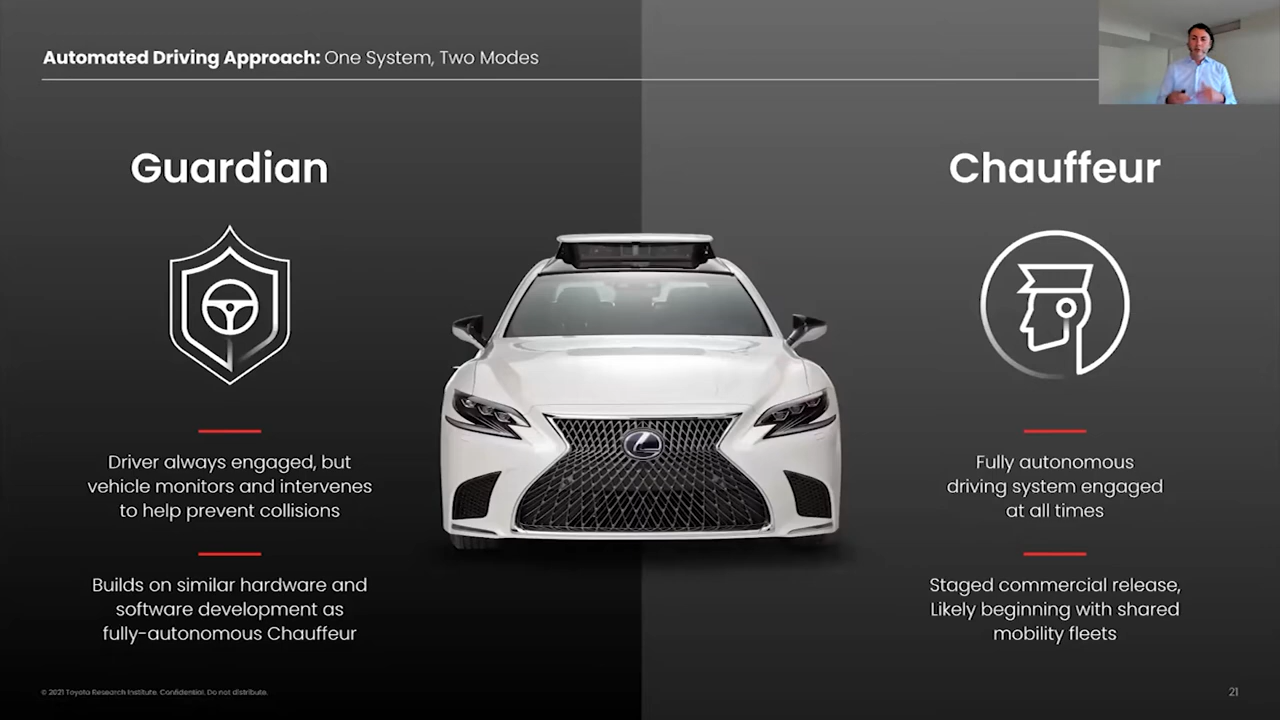 Automated Driving Approach: One System, Two Modes
Guardian
Driver always engaged, but
vehicle monitors and intervenes
to help prevent collisions
Builds on similar hardware and
software development as
fully-autonomous Chauffeur
Chauffeur
Fully autonomous
driving system engaged
at all times
Staged commercial release,
Likely beginning with shared
mobility fleets
© 2021 Toyota Research Institute. Confidential. Do not distribute.
21